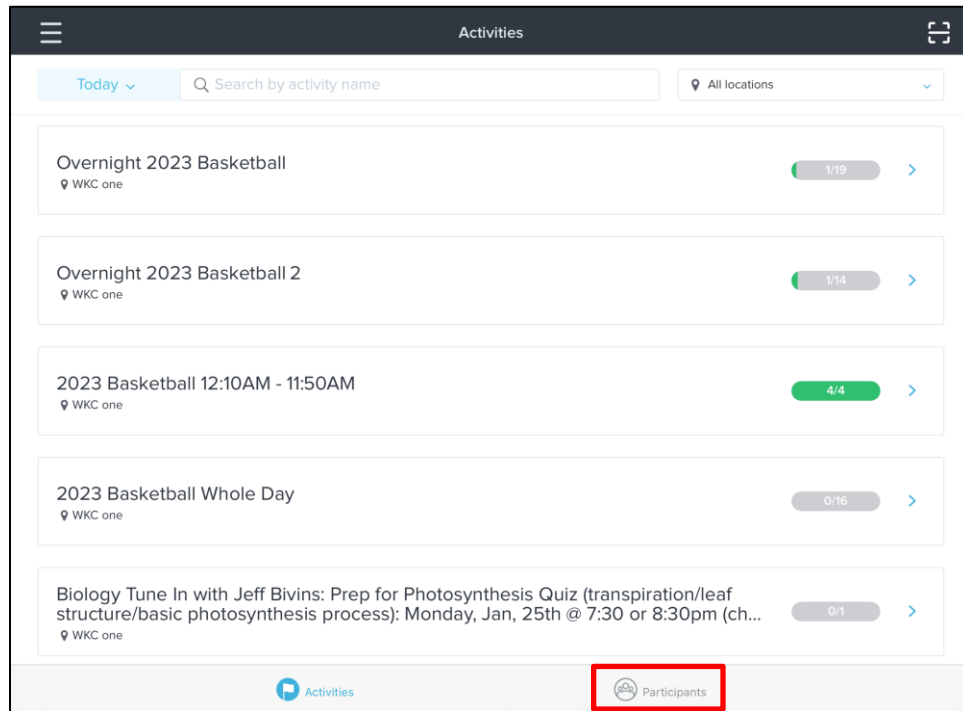 Activities
Today
Search by activity name
All locations
Overnight 2023 Basketball
WKC one
1/19
Overnight 2023 Basketball 2
WKC one
1/14
2023 Basketball 12:10AM - 11:50AM
WKC one
4/4
2023 Basketball Whole Day
WKC one
0/16
Biology Tune In with Jeff Bivins: Prep for Photosynthesis Quiz (transpiration/leaf
structure/basic photosynthesis process): Monday, Jan, 25th @ 7:30 or 8:30pm (ch...
WKC one
0/1
Activities
Participants